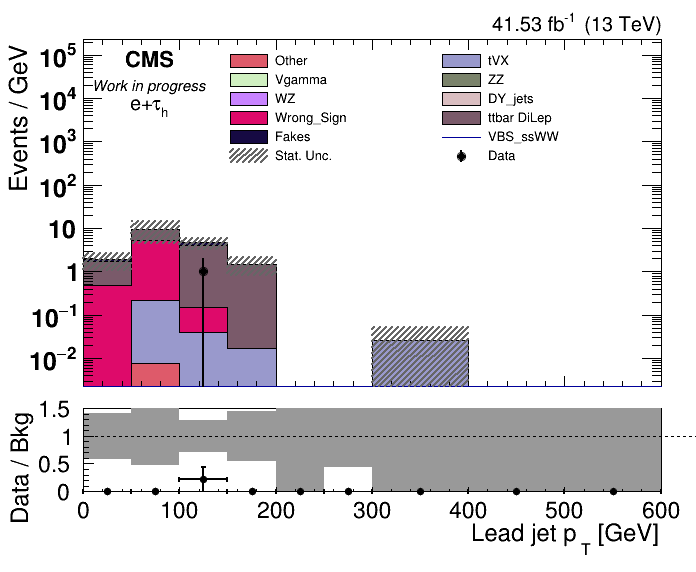 41.53 fb⁻¹ (13 TeV)
Events / GeV
10⁵
10⁴
10³
10²
10
1
10⁻¹
10⁻²
CMS
Work in progress
e+τₕ
Other
Vgamma
WZ
Wrong_Sign
Fakes
Stat. Unc.
tVX
ZZ
DY_jets
ttbar DiLep
VBS_ssWW
Data
Data / Bkg
1.5
1
0.5
0
0 100 200 300 400 500 600
Lead jet p_T [GeV]